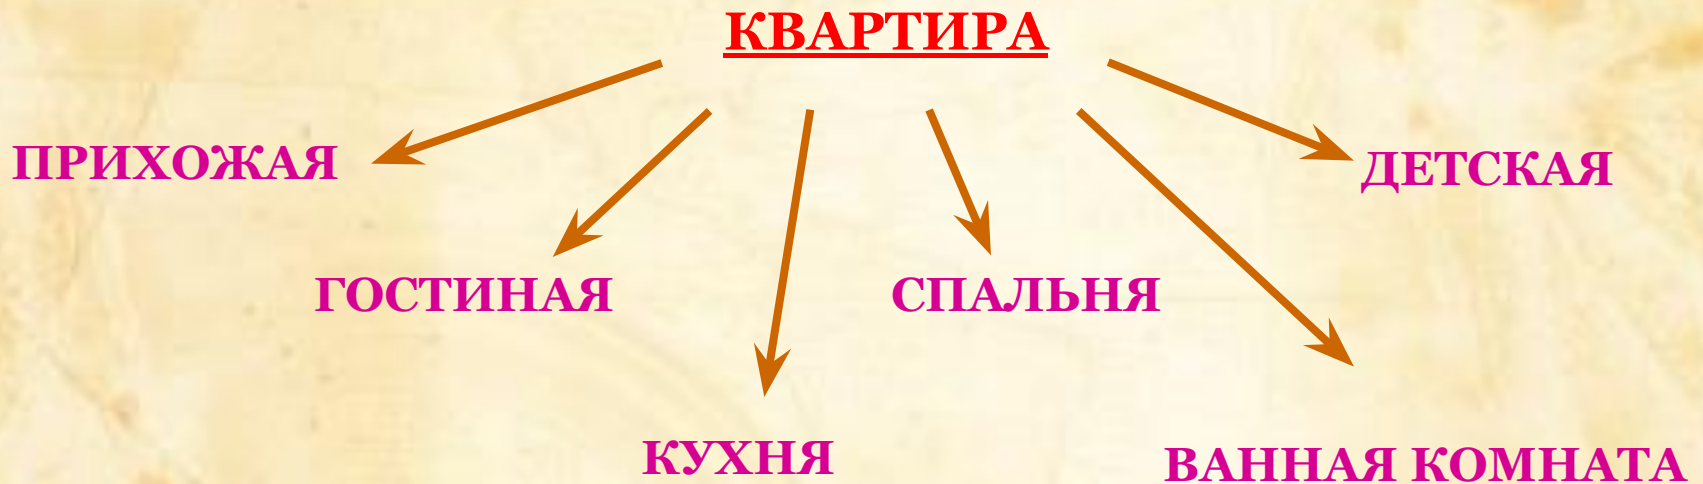 КВАРТИРА
ПРИХОЖАЯ
ДЕТСКАЯ
ГОСТИНАЯ
СПАЛЬНЯ
КУХНЯ
ВАННАЯ КОМНАТА